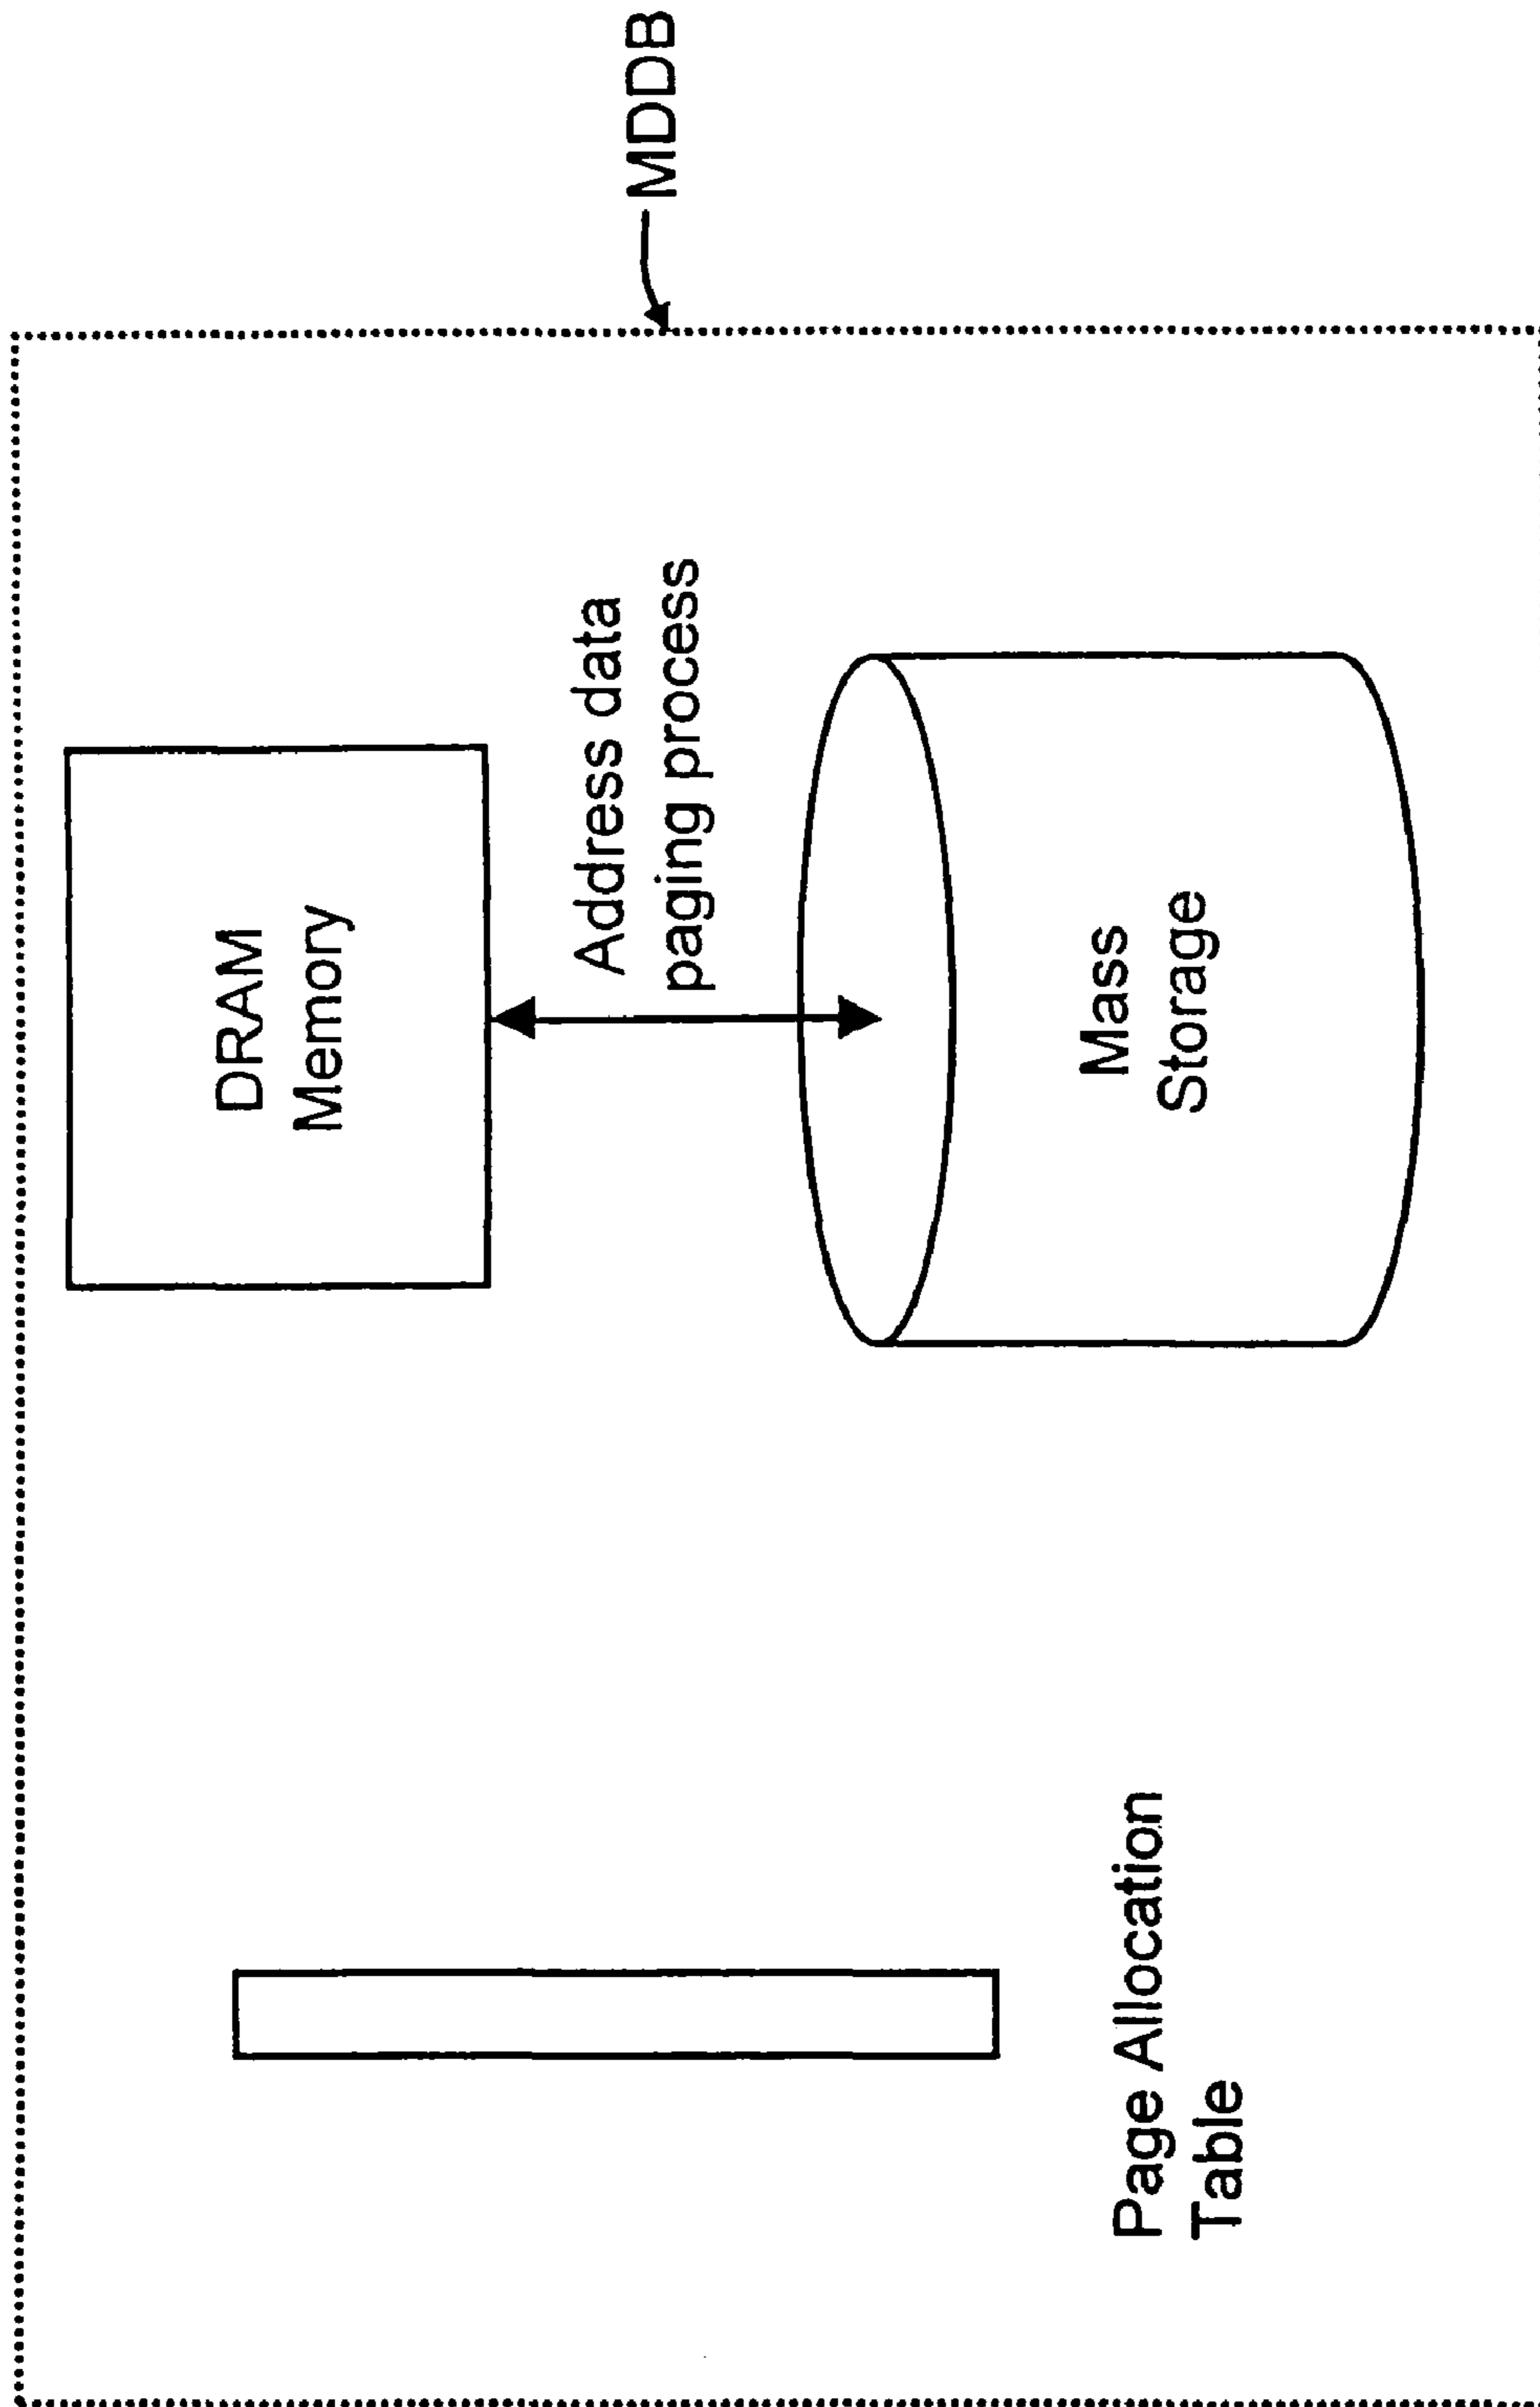 DRAM
Memory
Address data
paging process
Mass
Storage
Page Allocation
Table
MDDB